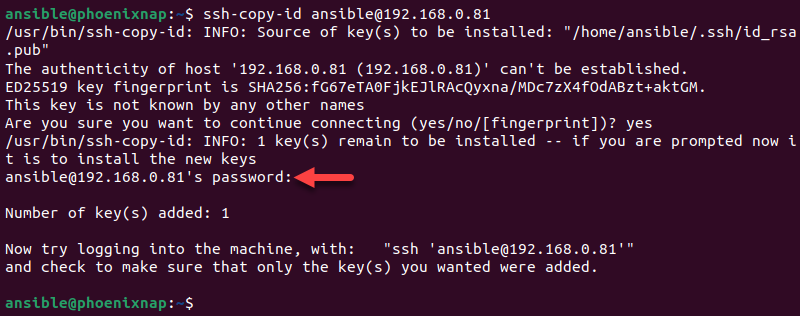 ansible@phoenixnap:~$ ssh-copy-id ansible@192.168.0.81
/usr/bin/ssh-copy-id: INFO: Source of key(s) to be installed: "/home/ansible/.ssh/id_rsa
.pub"
The authenticity of host '192.168.0.81 (192.168.0.81)' can't be established.
ED25519 key fingerprint is SHA256:fG67eTA0FjkEJlRAcQyxna/MDc7zX4fOdABzt+aktGM.
This key is not known by any other names
Are you sure you want to continue connecting (yes/no/[fingerprint])? yes
/usr/bin/ssh-copy-id: INFO: 1 key(s) remain to be installed -- if you are prompted now i
t is to install the new keys
ansible@192.168.0.81's password:
Number of key(s) added: 1
Now try logging into the machine, with:   "ssh 'ansible@192.168.0.81'"
and check to make sure that only the key(s) you wanted were added.
ansible@phoenixnap:~$